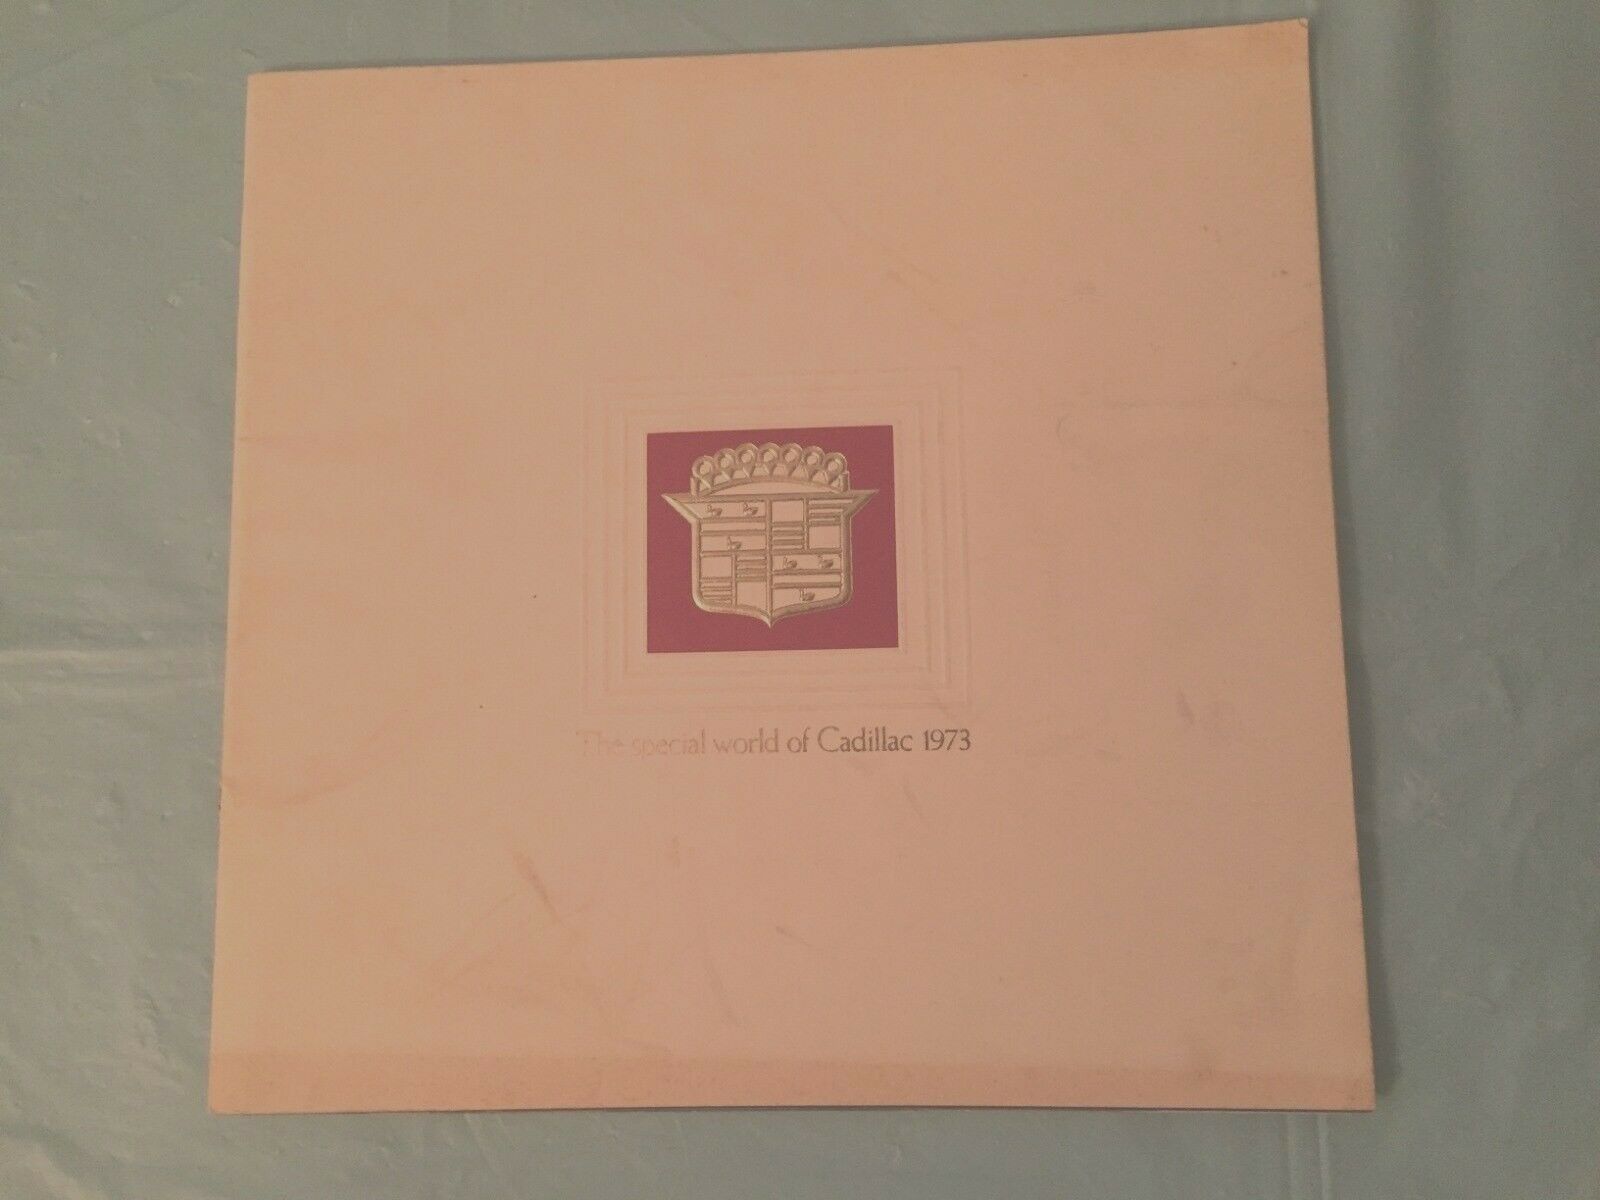 The special world of Cadillac 1973